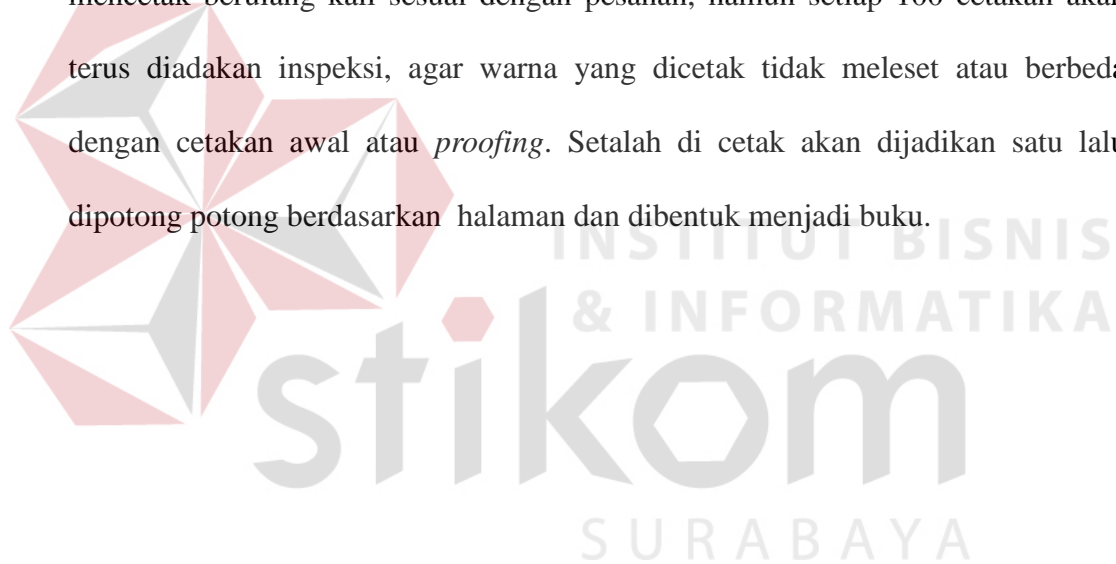 mencetak berulang kali sesuai dengan pesanan, namun setiap 100 cetakan akan
terus diadakan inspeksi, agar warna yang dicetak tidak meleset atau berbeda
dengan cetakan awal atau proofing. Setalah di cetak akan dijadikan satu lalu
dipotong potong berdasarkan halaman dan dibentuk menjadi buku.
INSTITUT BISNIS
& INFORMATIKA
stikom
SURABAYA